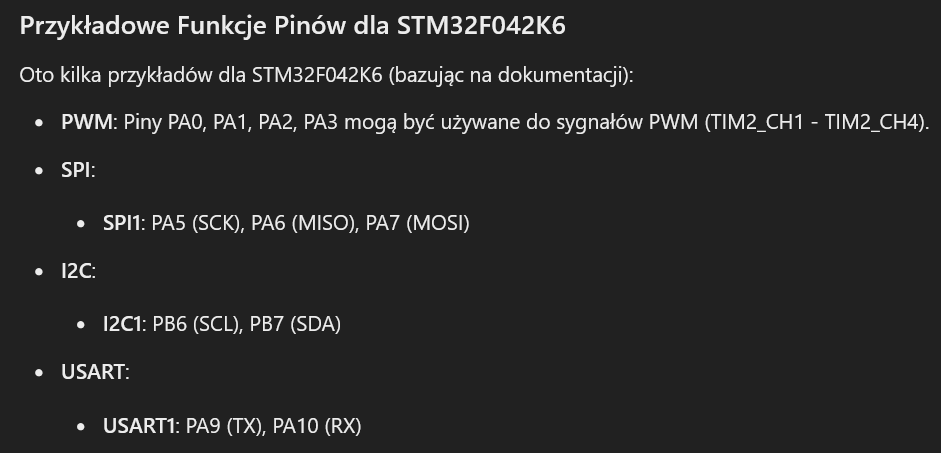 Przykładowe Funkcje Pinów dla STM32F042K6
Oto kilka przykładów dla STM32F042K6 (bazując na dokumentacji):
• PWM: Piny PA0, PA1, PA2, PA3 mogą być używane do sygnałów PWM (TIM2_CH1 - TIM2_CH4).
• SPI:
• SPI1: PA5 (SCK), PA6 (MISO), PA7 (MOSI)
• I2C:
• I2C1: PB6 (SCL), PB7 (SDA)
• USART:
• USART1: PA9 (TX), PA10 (RX)